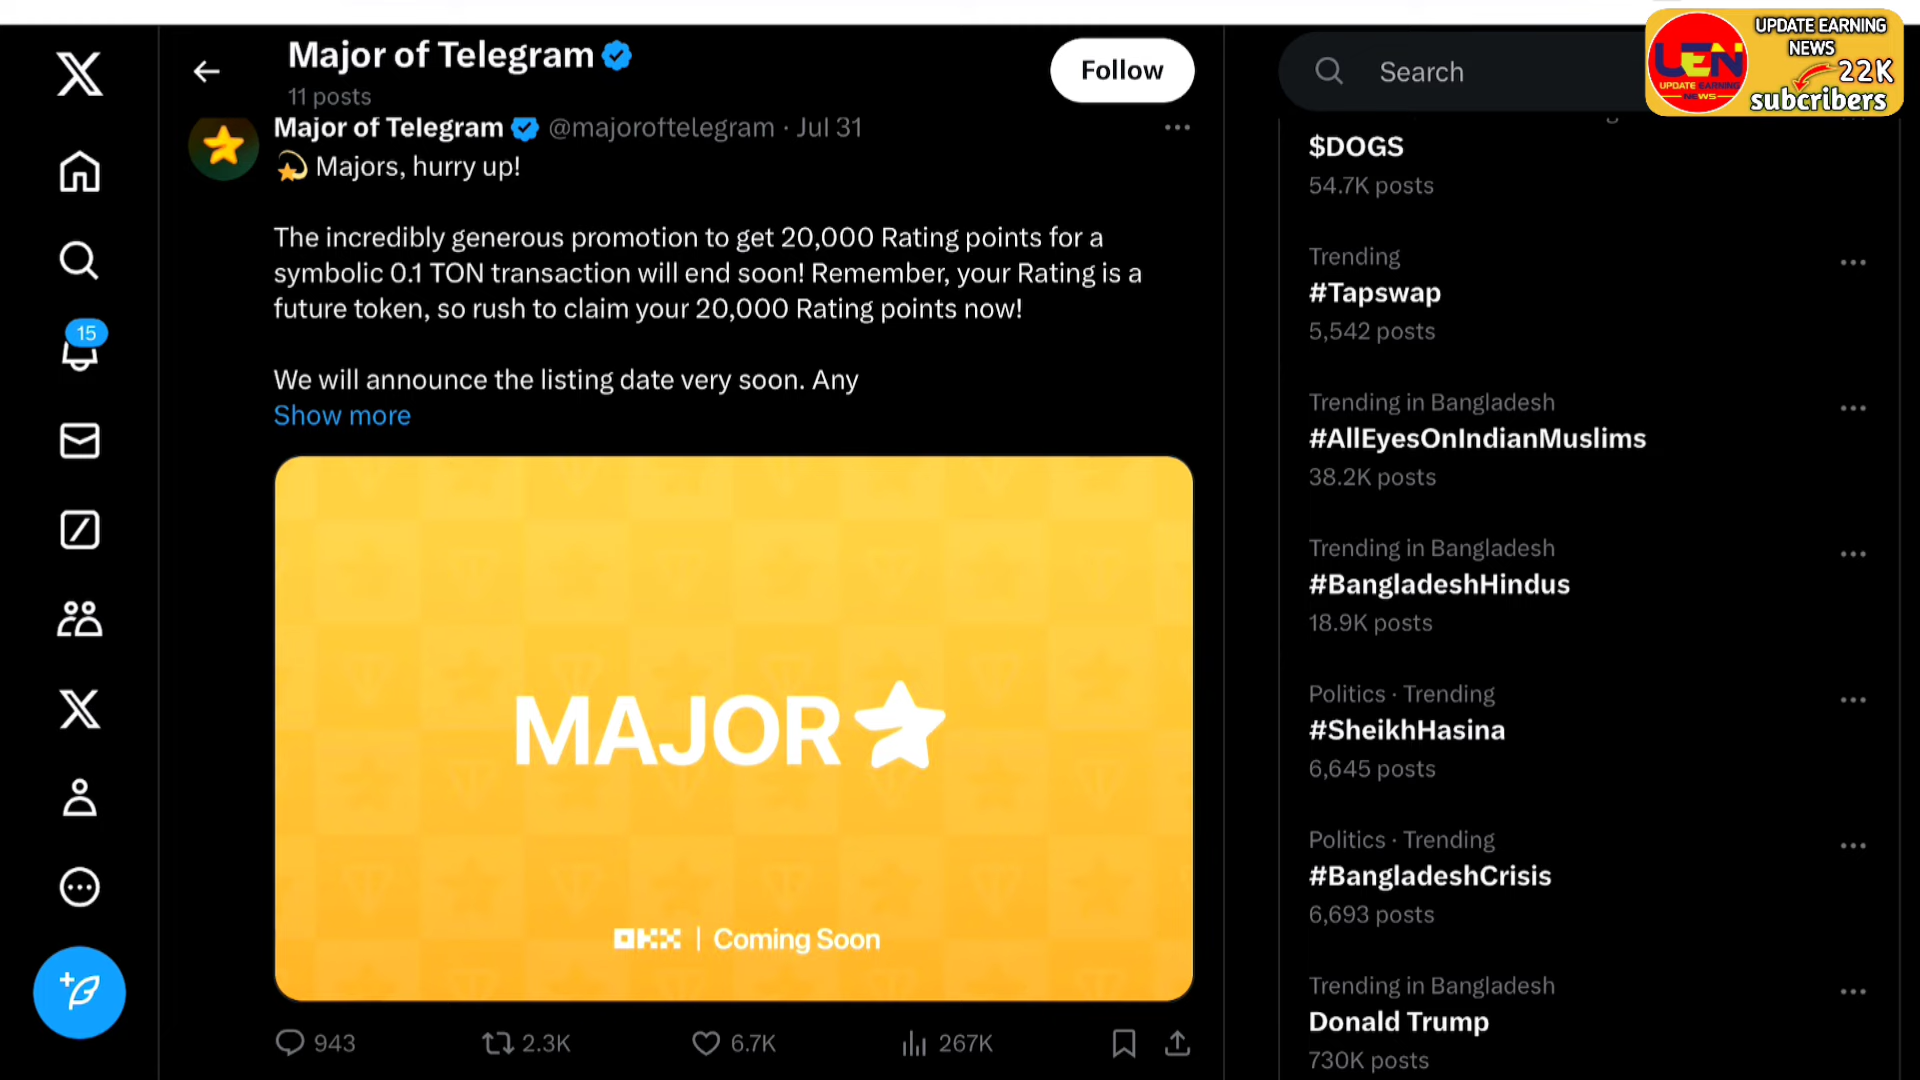 Major of Telegram
11 posts
Follow
Major of Telegram @majoroftelegram · Jul 31
Majors, hurry up!
The incredibly generous promotion to get 20,000 Rating points for a
symbolic 0.1 TON transaction will end soon! Remember, your Rating is a
future token, so rush to claim your 20,000 Rating points now!
We will announce the listing date very soon. Any
Show more
MAJOR
OKX | Coming Soon
943
2.3K
6.7K
267K
15
Search
UEN
UPDATE EARNING
NEWS
UPDATE EARNING
NEWS
22K
subcribers
$DOGS
54.7K posts
Trending
#Tapswap
5,542 posts
Trending in Bangladesh
#AllEyesOnIndianMuslims
38.2K posts
Trending in Bangladesh
#BangladeshHindus
18.9K posts
Politics · Trending
#SheikhHasina
6,645 posts
Politics · Trending
#BangladeshCrisis
6,693 posts
Trending in Bangladesh
Donald Trump
730K posts